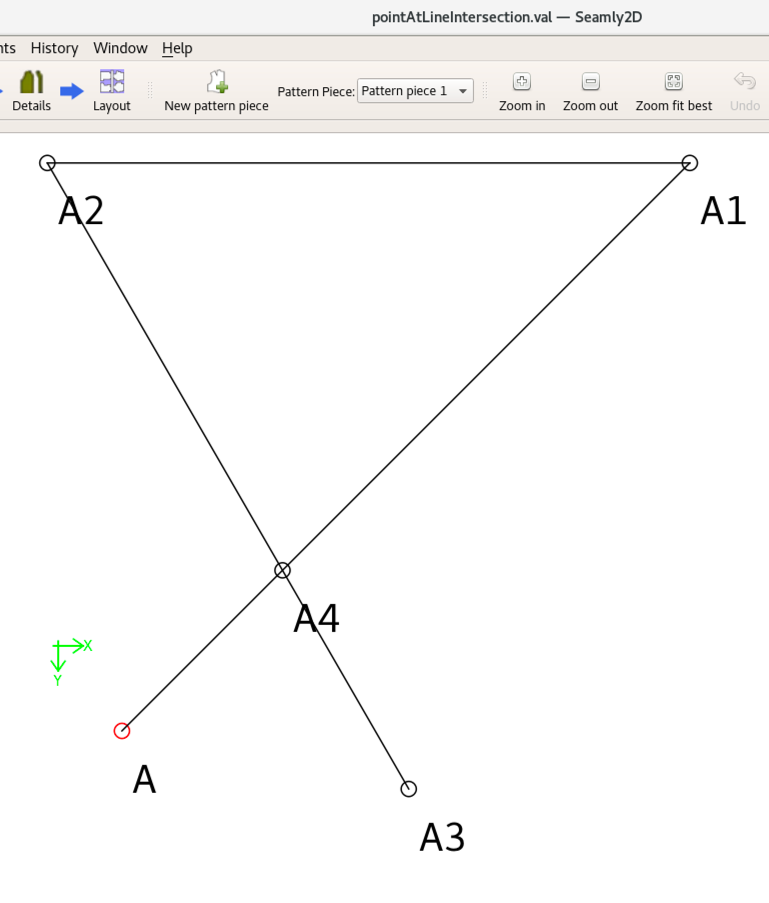 pointAtLineIntersection.val — Seamly2D
nts History Window Help
Details Layout New pattern piece Pattern Piece: Pattern piece 1 Zoom in Zoom out Zoom fit best Undo
A2 A1
A4
X
Y
A
A3